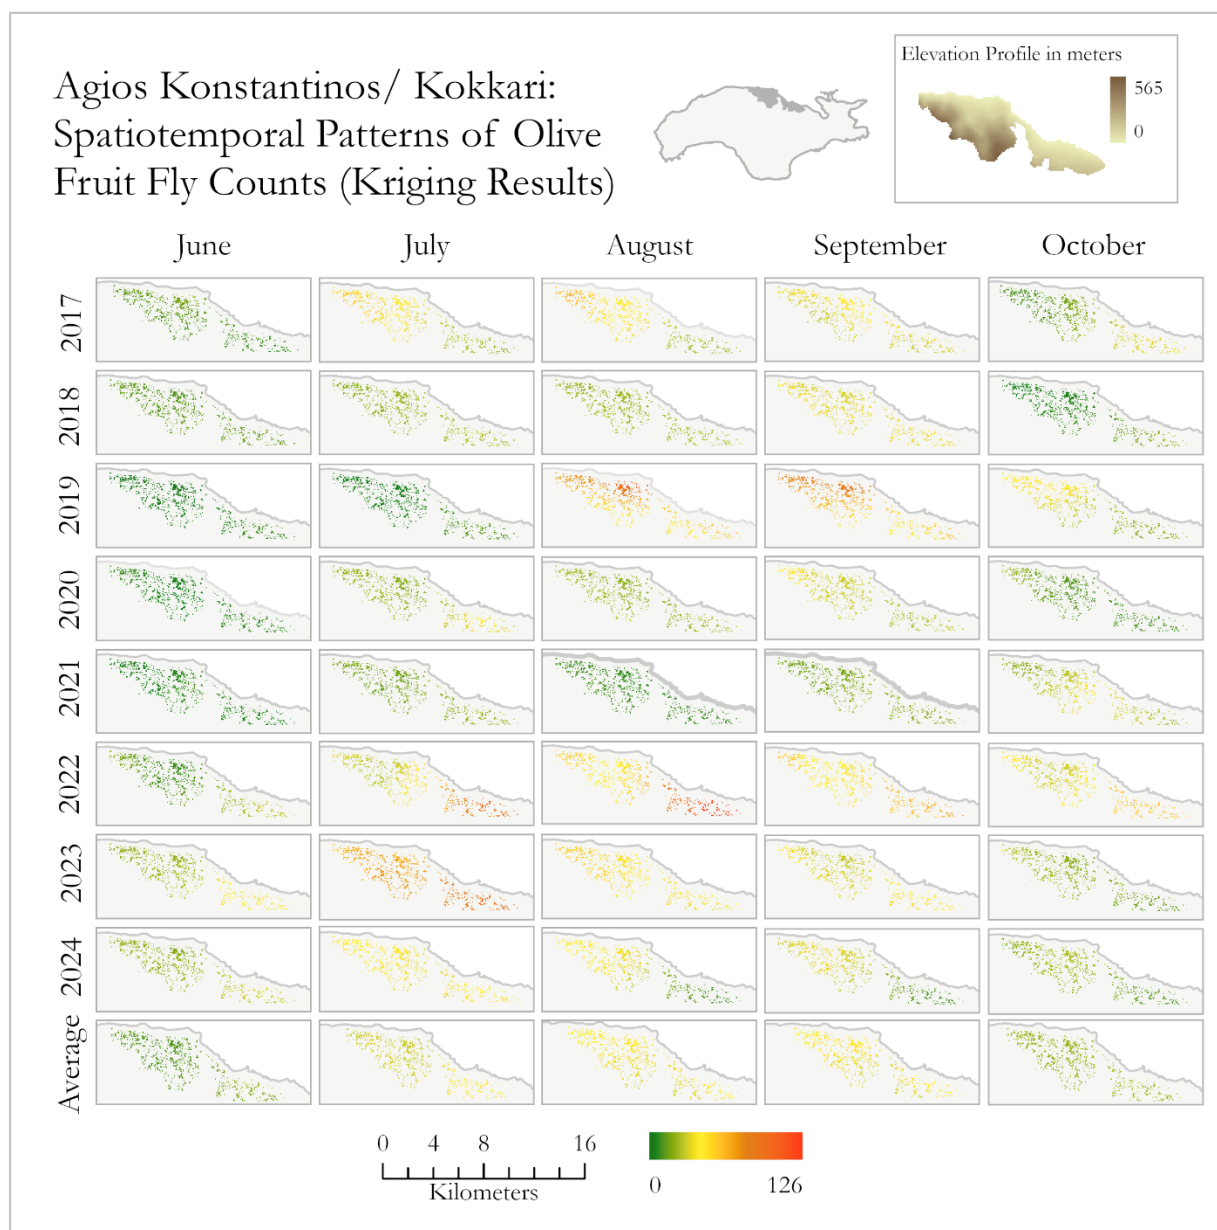 Agios Konstantinos/ Kokkari:
Spatiotemporal Patterns of Olive
Fruit Fly Counts (Kriging Results)
Elevation Profile in meters
565
0
June July August September October
2017
2018
2019
2020
2021
2022
2023
2024
Average
0 4 8 16
Kilometers
0 126